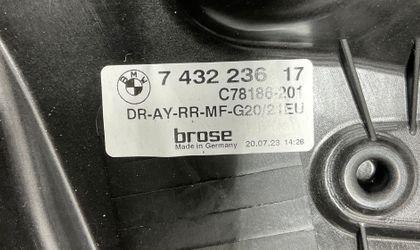 BMW
7 432 236 17
C78186-201
DR-AY-RR-MF-G20/21EU
brose
Made in Germany 20.07.23 14:28